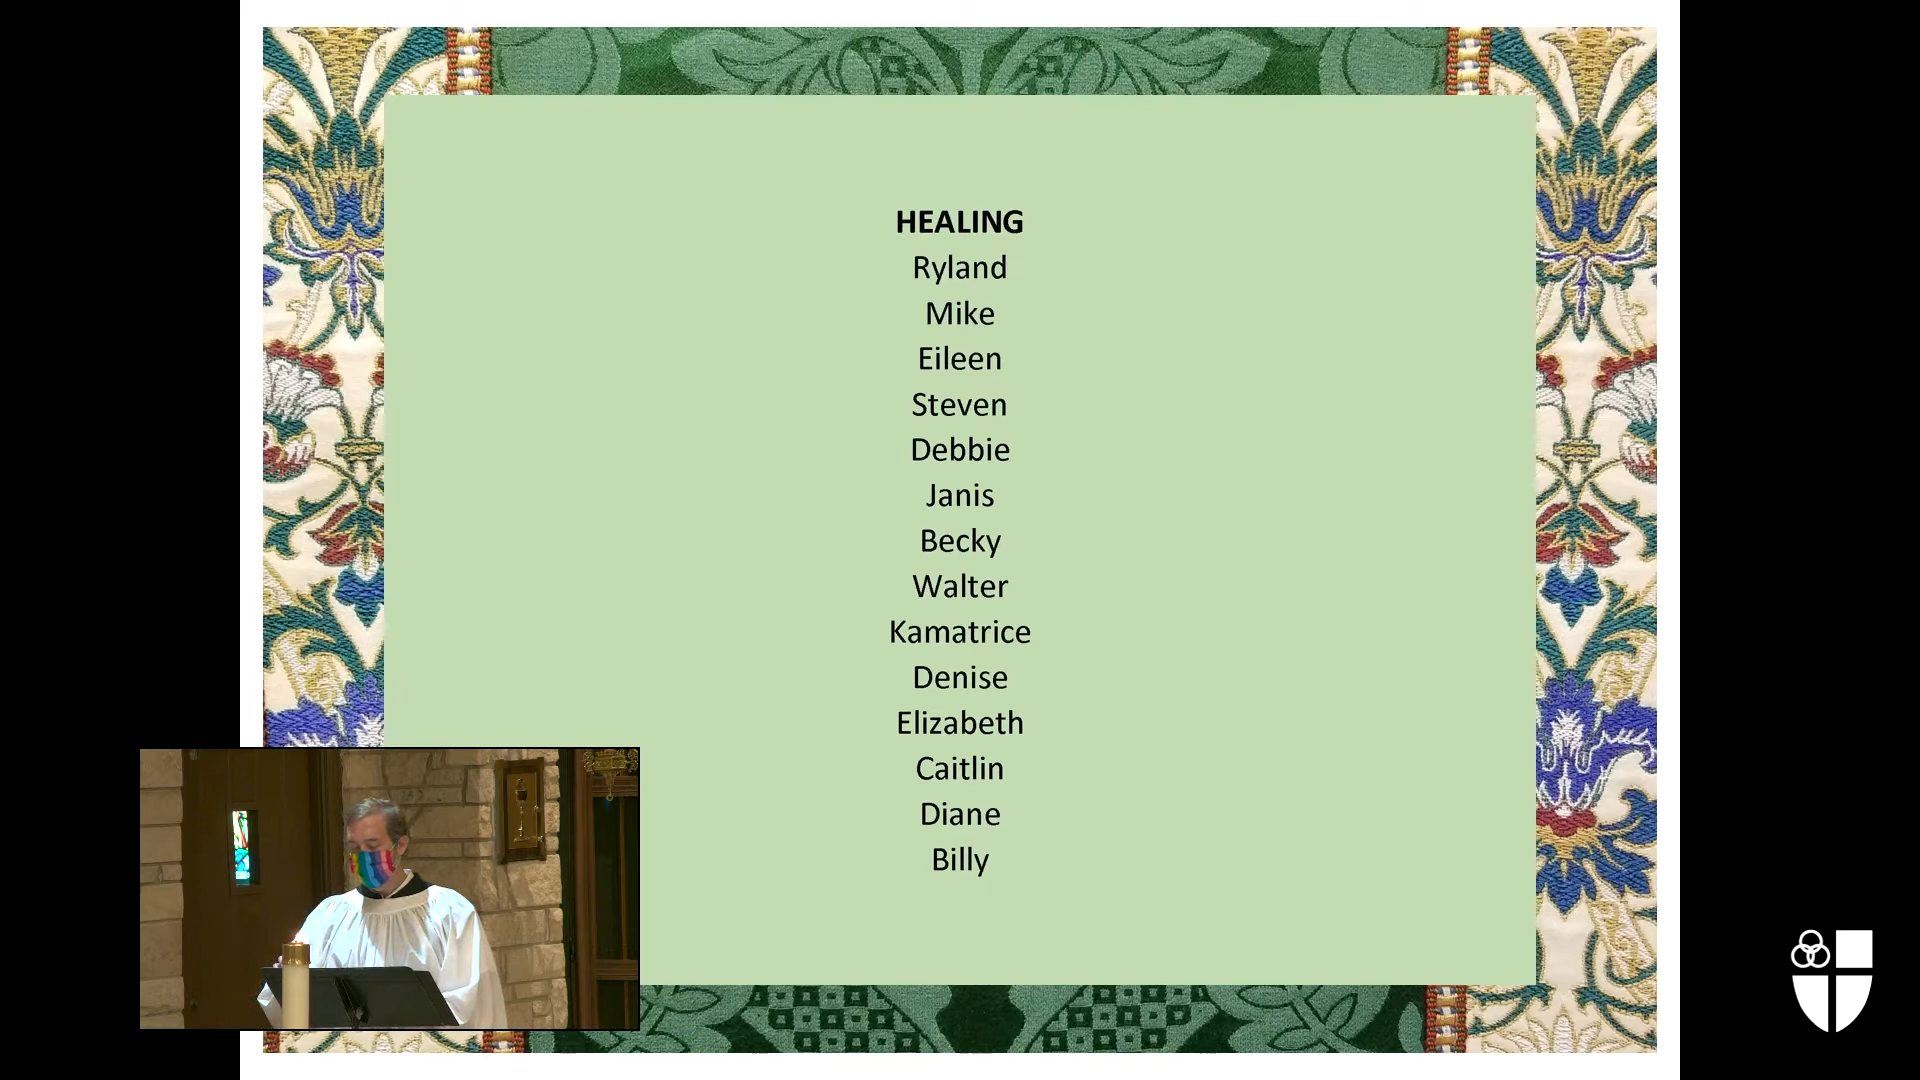 HEALING
Ryland
Mike
Eileen
Steven
Debbie
Janis
Becky
Walter
Kamatrice
Denise
Elizabeth
Caitlin
Diane
Billy